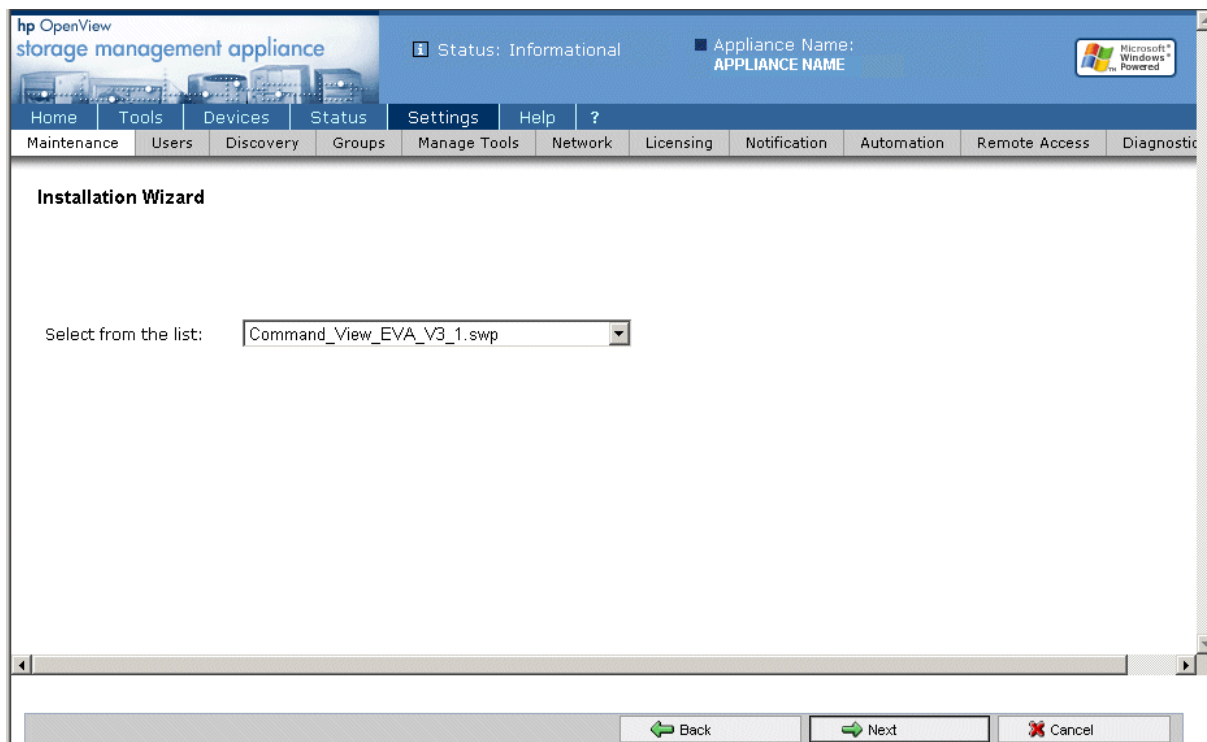 hp OpenView
storage management appliance
i Status: Informational
Appliance Name:
APPLIANCE NAME
Microsoft®
Windows®
Powered
TM
Home Tools Devices Status Settings Help ?
Maintenance Users Discovery Groups Manage Tools Network Licensing Notification Automation Remote Access Diagnostic
Installation Wizard
Select from the list: Command_View_EVA_V3_1.swp
Back Next Cancel